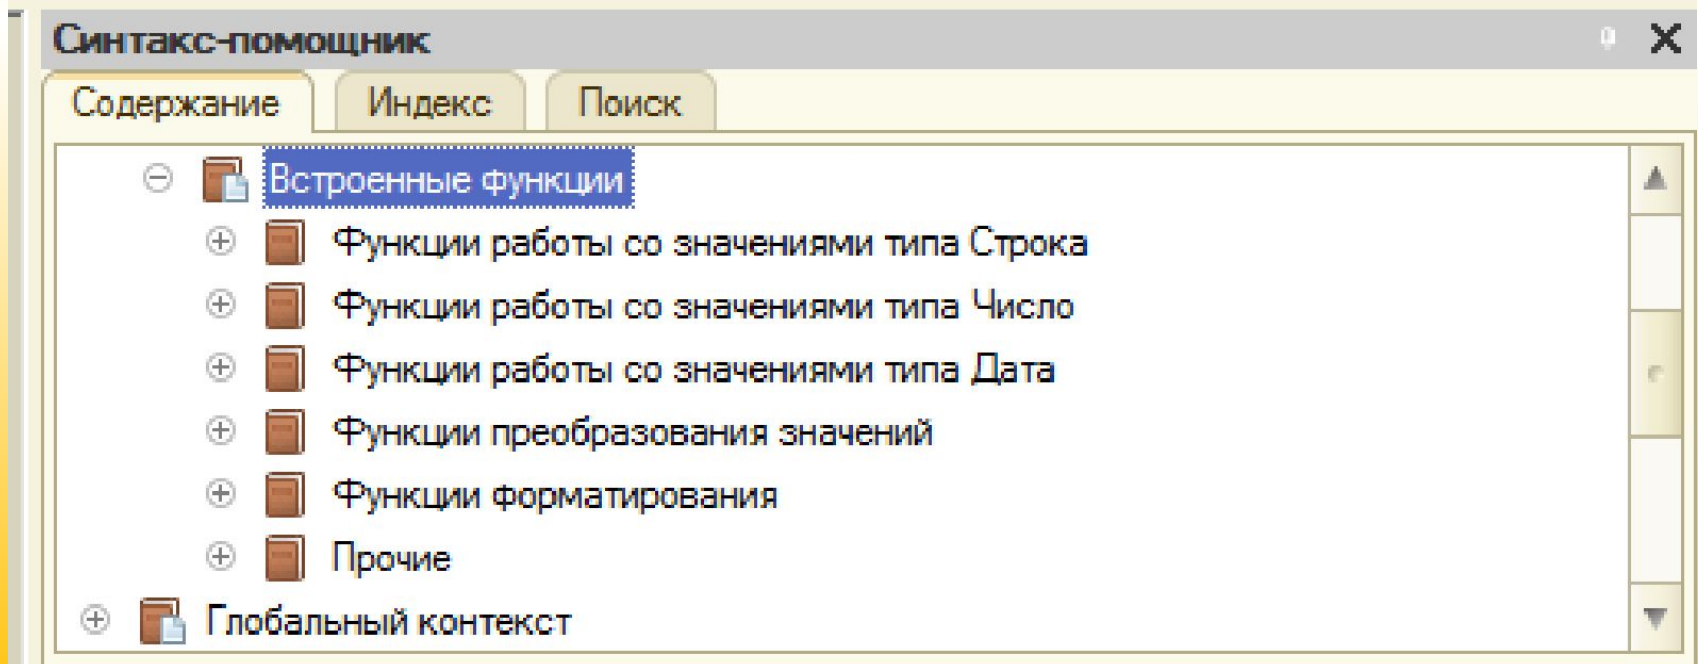 Синтакс-помощник
Содержание Индекс Поиск
Встроенные функции
Функции работы со значениями типа Строка
Функции работы со значениями типа Число
Функции работы со значениями типа Дата
Функции преобразования значений
Функции форматирования
Прочие
Глобальный контекст